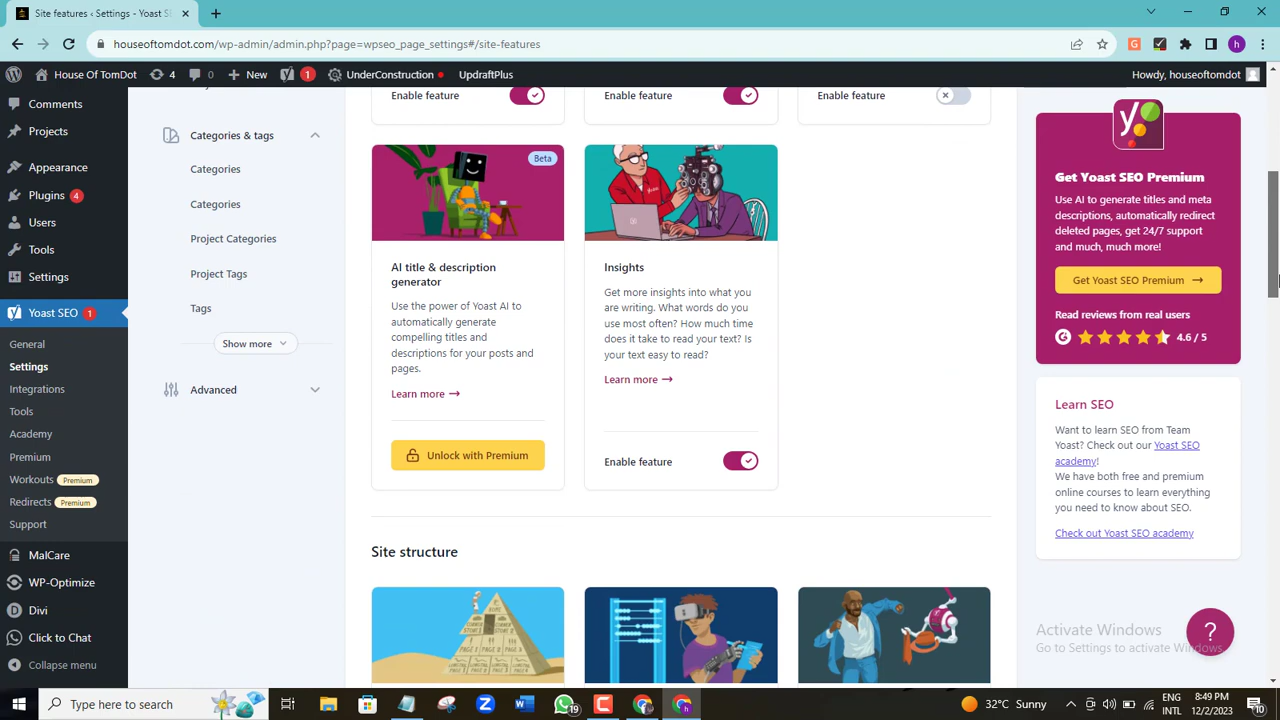 Site features - Settings - Yoast SE
houseoftomdot.com/wp-admin/admin.php?page=wpseo_page_settings#/site-features
h
House Of TomDot
4
0
New
1
UnderConstruction
UpdraftPlus
Howdy, houseoftomdot
Comments
Projects
Appearance
Plugins 4
Users
Tools
Settings
Yoast SEO 1
General
Settings
Integrations
Tools
Academy
Premium
Workouts Premium
Redirects Premium
Support
MalCare
WP-Optimize
Divi
Click to Chat
Collapse menu
Categories & tags
Categories
Categories
Project Categories
Project Tags
Tags
Show more
Advanced
Enable feature
Enable feature
Enable feature
Beta
AI title & description
generator
Use the power of Yoast AI to
automatically generate
compelling titles and
descriptions for your posts and
pages.
Learn more →
Unlock with Premium
Insights
Get more insights into what you
are writing. What words do you
use most often? How much time
does it take to read your text? Is
your text easy to read?
Learn more →
Enable feature
Site structure
yo
Get Yoast SEO Premium
Use AI to generate titles and meta
descriptions, automatically redirect
deleted pages, get 24/7 support
and much, much more!
Get Yoast SEO Premium →
Read reviews from real users
4.6 / 5
Learn SEO
Want to learn SEO from Team
Yoast? Check out our Yoast SEO
academy!
We have both free and premium
online courses to learn everything
you need to know about SEO.
Check out Yoast SEO academy
?
Activate Windows
Go to Settings to activate Windows.
Type here to search
19
32°C Sunny
ENG
INTL
8:49 PM
12/2/2023
10